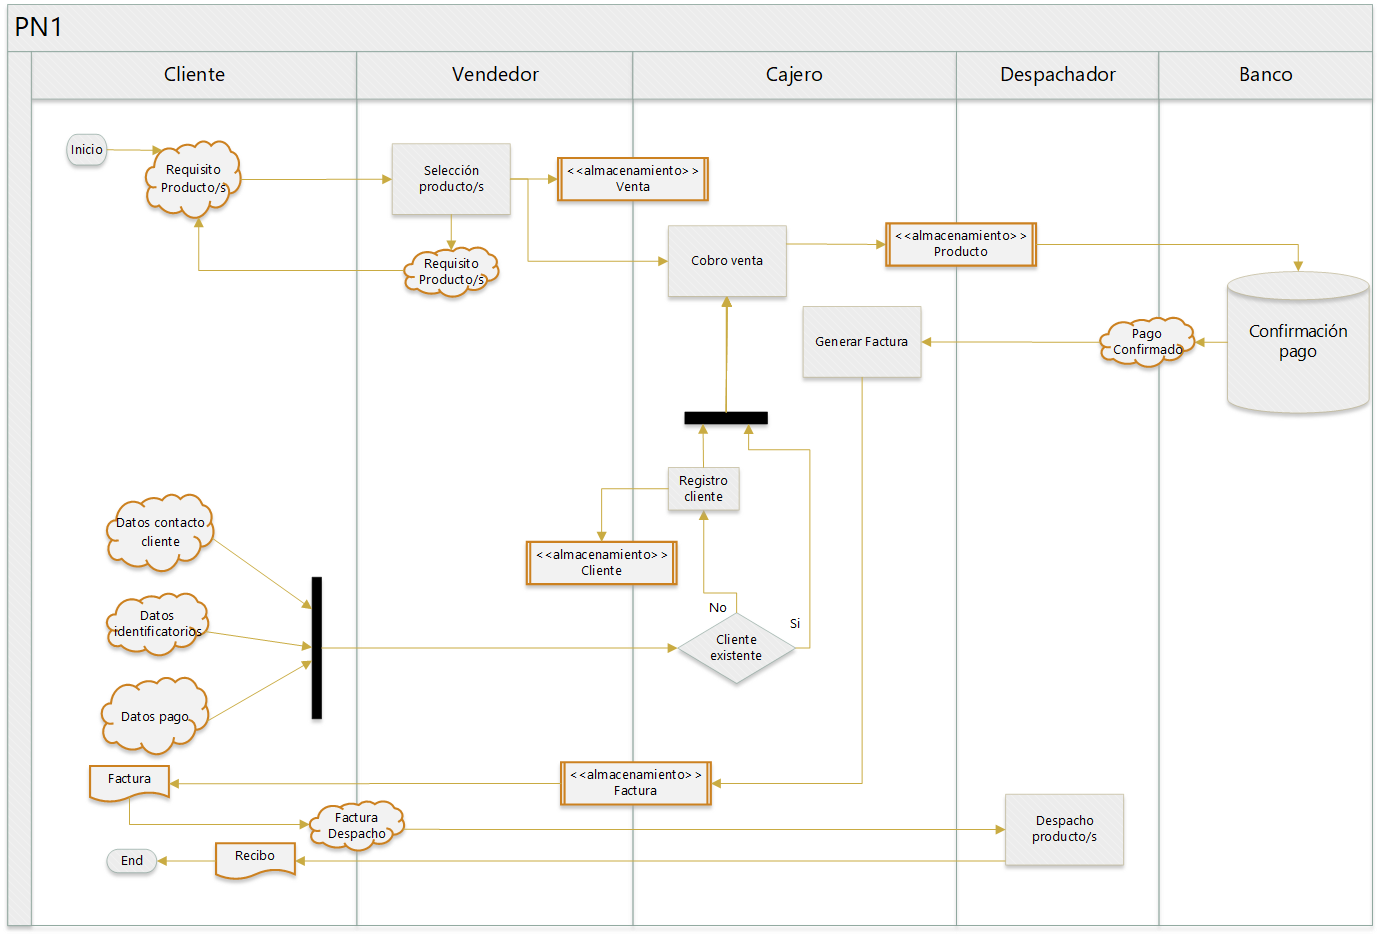 PN1
Cliente
Vendedor
Cajero
Despachador
Banco
Inicio
Requisito
Producto/s
Selección
producto/s
<<almacenamiento>>
Venta
Requisito
Producto/s
Cobro venta
<<almacenamiento>>
Producto
Confirmación
pago
Pago
Confirmado
Generar Factura
Registro
cliente
<<almacenamiento>>
Cliente
Datos contacto
cliente
Datos
identificatorios
Datos pago
No
Si
Cliente
existente
Factura
<<almacenamiento>>
Factura
Factura
Despacho
Despacho
producto/s
Recibo
End